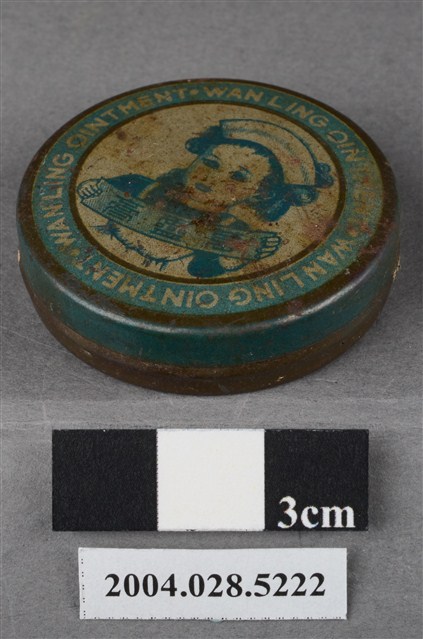 WAN LING OINTMENT • WAN LING OINTMENT • WAN LING OINTMENT •
3cm
2004.028.5222